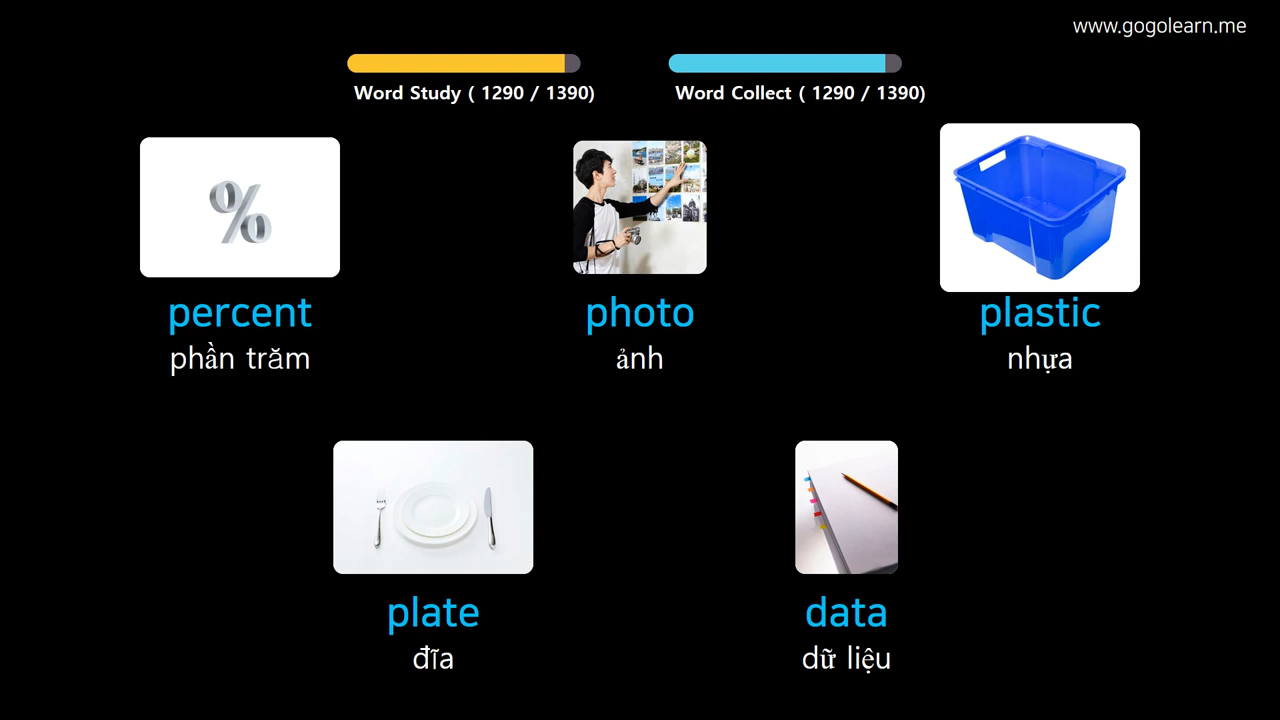 www.gogolearn.me
Word Study ( 1290 / 1390)
Word Collect ( 1290 / 1390)
%
percent
phần trăm
photo
ảnh
plastic
nhựa
plate
đĩa
data
dữ liệu